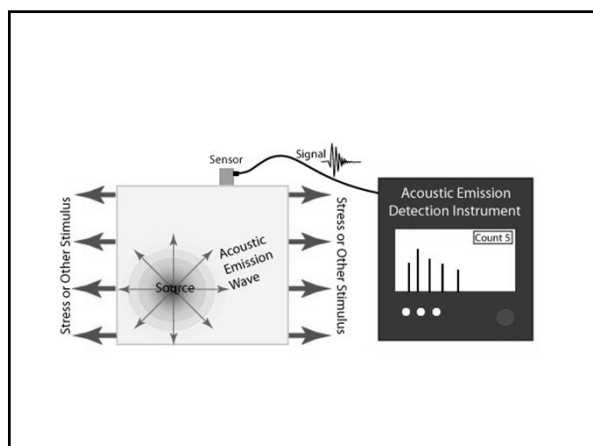 Sensor
Signal
Acoustic Emission
Detection Instrument
Count 5
Stress or Other Stimulus
Acoustic
Emission
Wave
Source
Stress or Other Stimulus